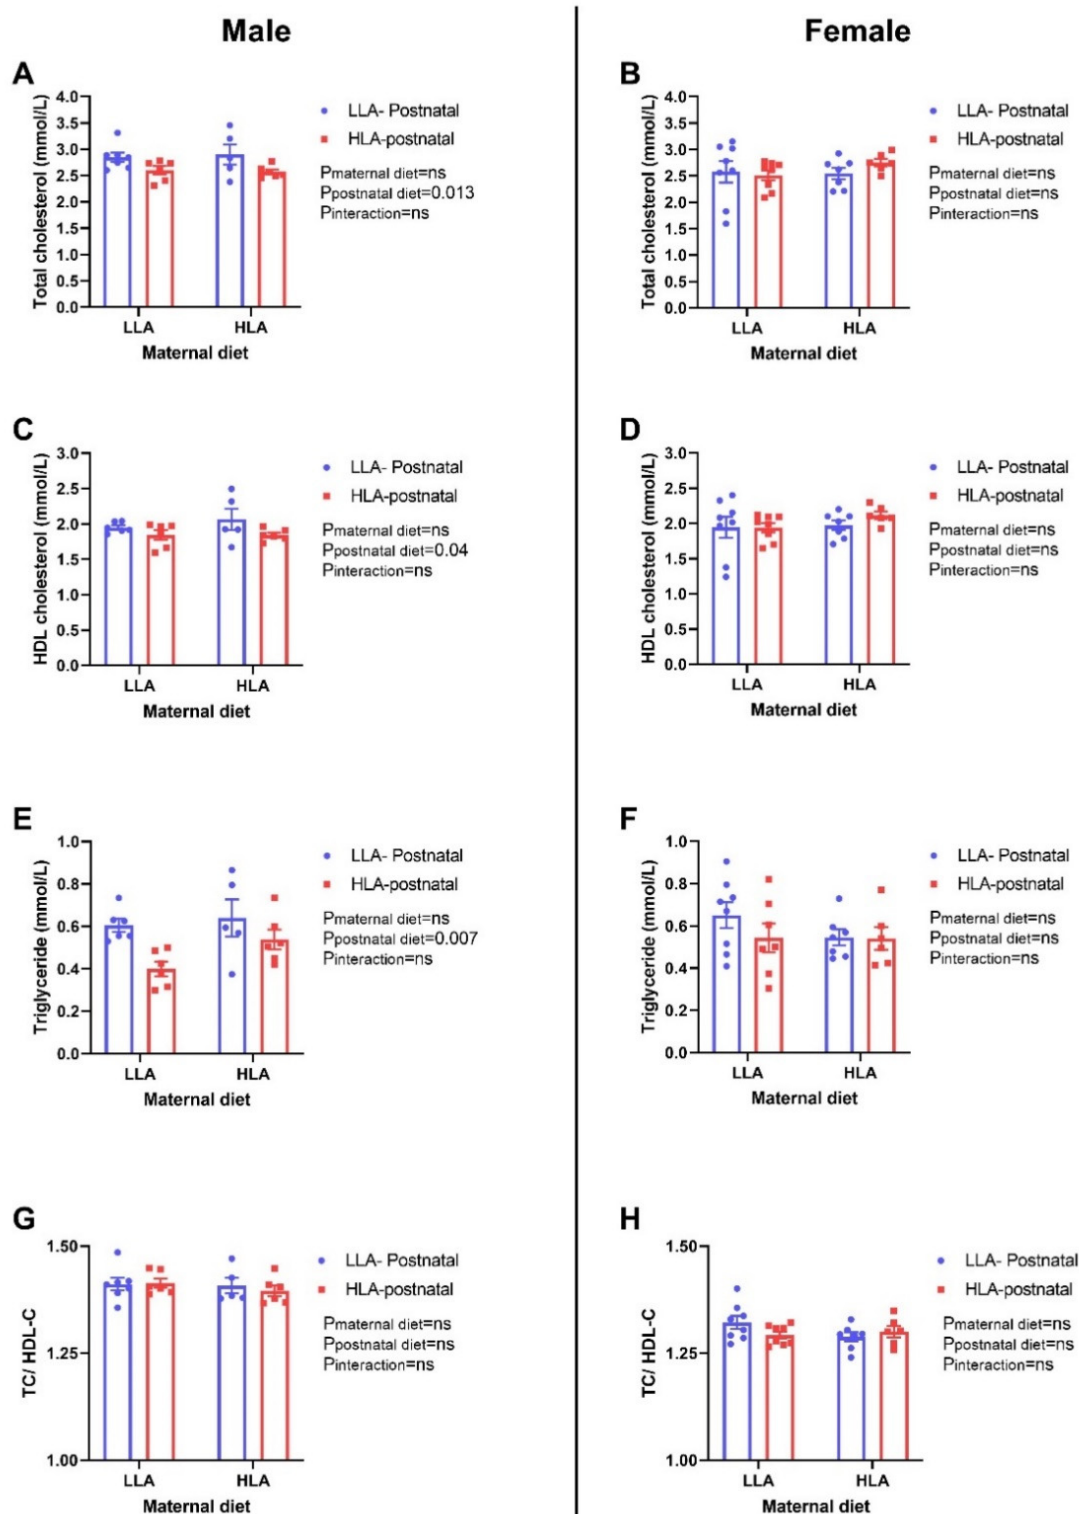 Male
Female
A
Total cholesterol (mmol/L)
4.0
3.5
3.0
2.5
2.0
1.5
1.0
0.5
0.0
LLA
HLA
Maternal diet
LLA- Postnatal
HLA-postnatal
Pmaternal diet=ns
Ppostnatal diet=0.013
Pinteraction=ns
B
Total cholesterol (mmol/L)
4.0
3.5
3.0
2.5
2.0
1.5
1.0
0.5
0.0
LLA
HLA
Maternal diet
LLA- Postnatal
HLA-postnatal
Pmaternal diet=ns
Ppostnatal diet=ns
Pinteraction=ns
C
HDL cholesterol (mmol/L)
3.0
2.5
2.0
1.5
1.0
0.5
0.0
LLA
HLA
Maternal diet
LLA- Postnatal
HLA-postnatal
Pmaternal diet=ns
Ppostnatal diet=0.04
Pinteraction=ns
D
HDL cholesterol (mmol/L)
3.0
2.5
2.0
1.5
1.0
0.5
0.0
LLA
HLA
Maternal diet
LLA- Postnatal
HLA-postnatal
Pmaternal diet=ns
Ppostnatal diet=ns
Pinteraction=ns
E
Triglyceride (mmol/L)
1.0
0.8
0.6
0.4
0.2
0.0
LLA
HLA
Maternal diet
LLA- Postnatal
HLA-postnatal
Pmaternal diet=ns
Ppostnatal diet=0.007
Pinteraction=ns
F
Triglyceride (mmol/L)
1.0
0.8
0.6
0.4
0.2
0.0
LLA
HLA
Maternal diet
LLA- Postnatal
HLA-postnatal
Pmaternal diet=ns
Ppostnatal diet=ns
Pinteraction=ns
G
TC/ HDL-C
1.50
1.25
1.00
LLA
HLA
Maternal diet
LLA- Postnatal
HLA-postnatal
Pmaternal diet=ns
Ppostnatal diet=ns
Pinteraction=ns
H
TC/ HDL-C
1.50
1.25
1.00
LLA
HLA
Maternal diet
LLA- Postnatal
HLA-postnatal
Pmaternal diet=ns
Ppostnatal diet=ns
Pinteraction=ns